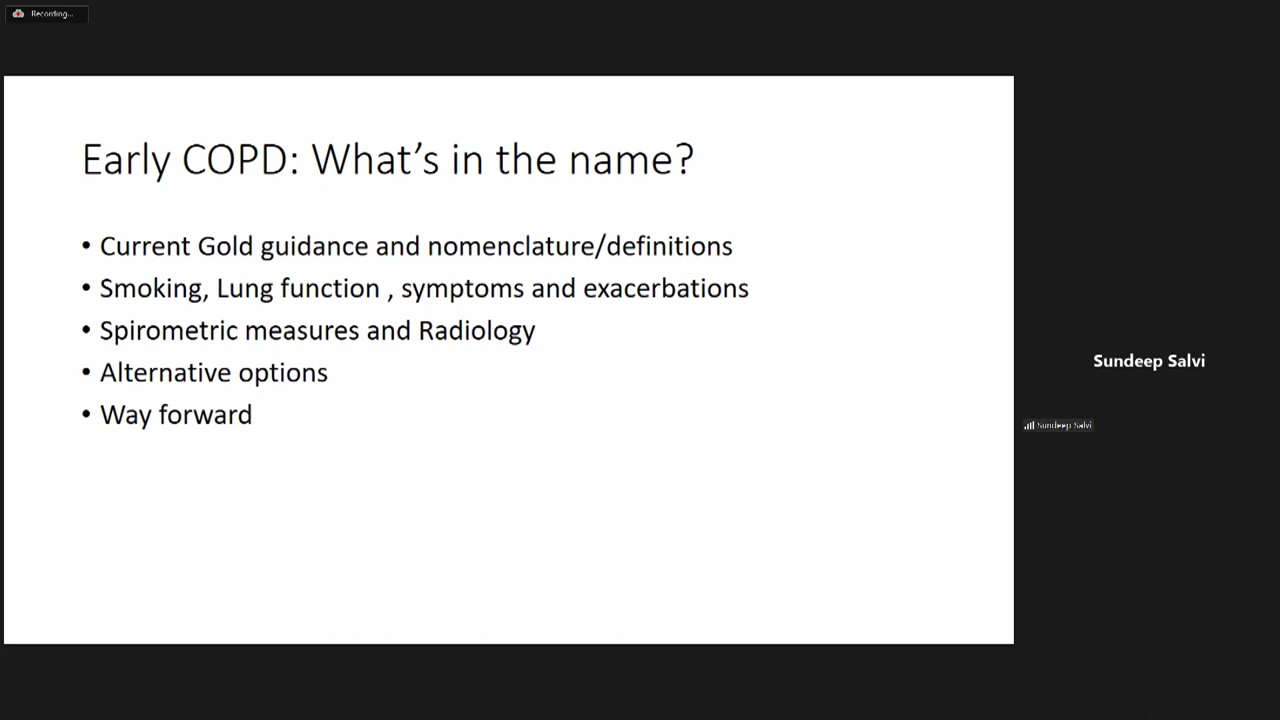 Recording...
Early COPD: What's in the name?
• Current Gold guidance and nomenclature/definitions
• Smoking, Lung function , symptoms and exacerbations
• Spirometric measures and Radiology
• Alternative options
• Way forward
Sundeep Salvi
Sundeep Salvi